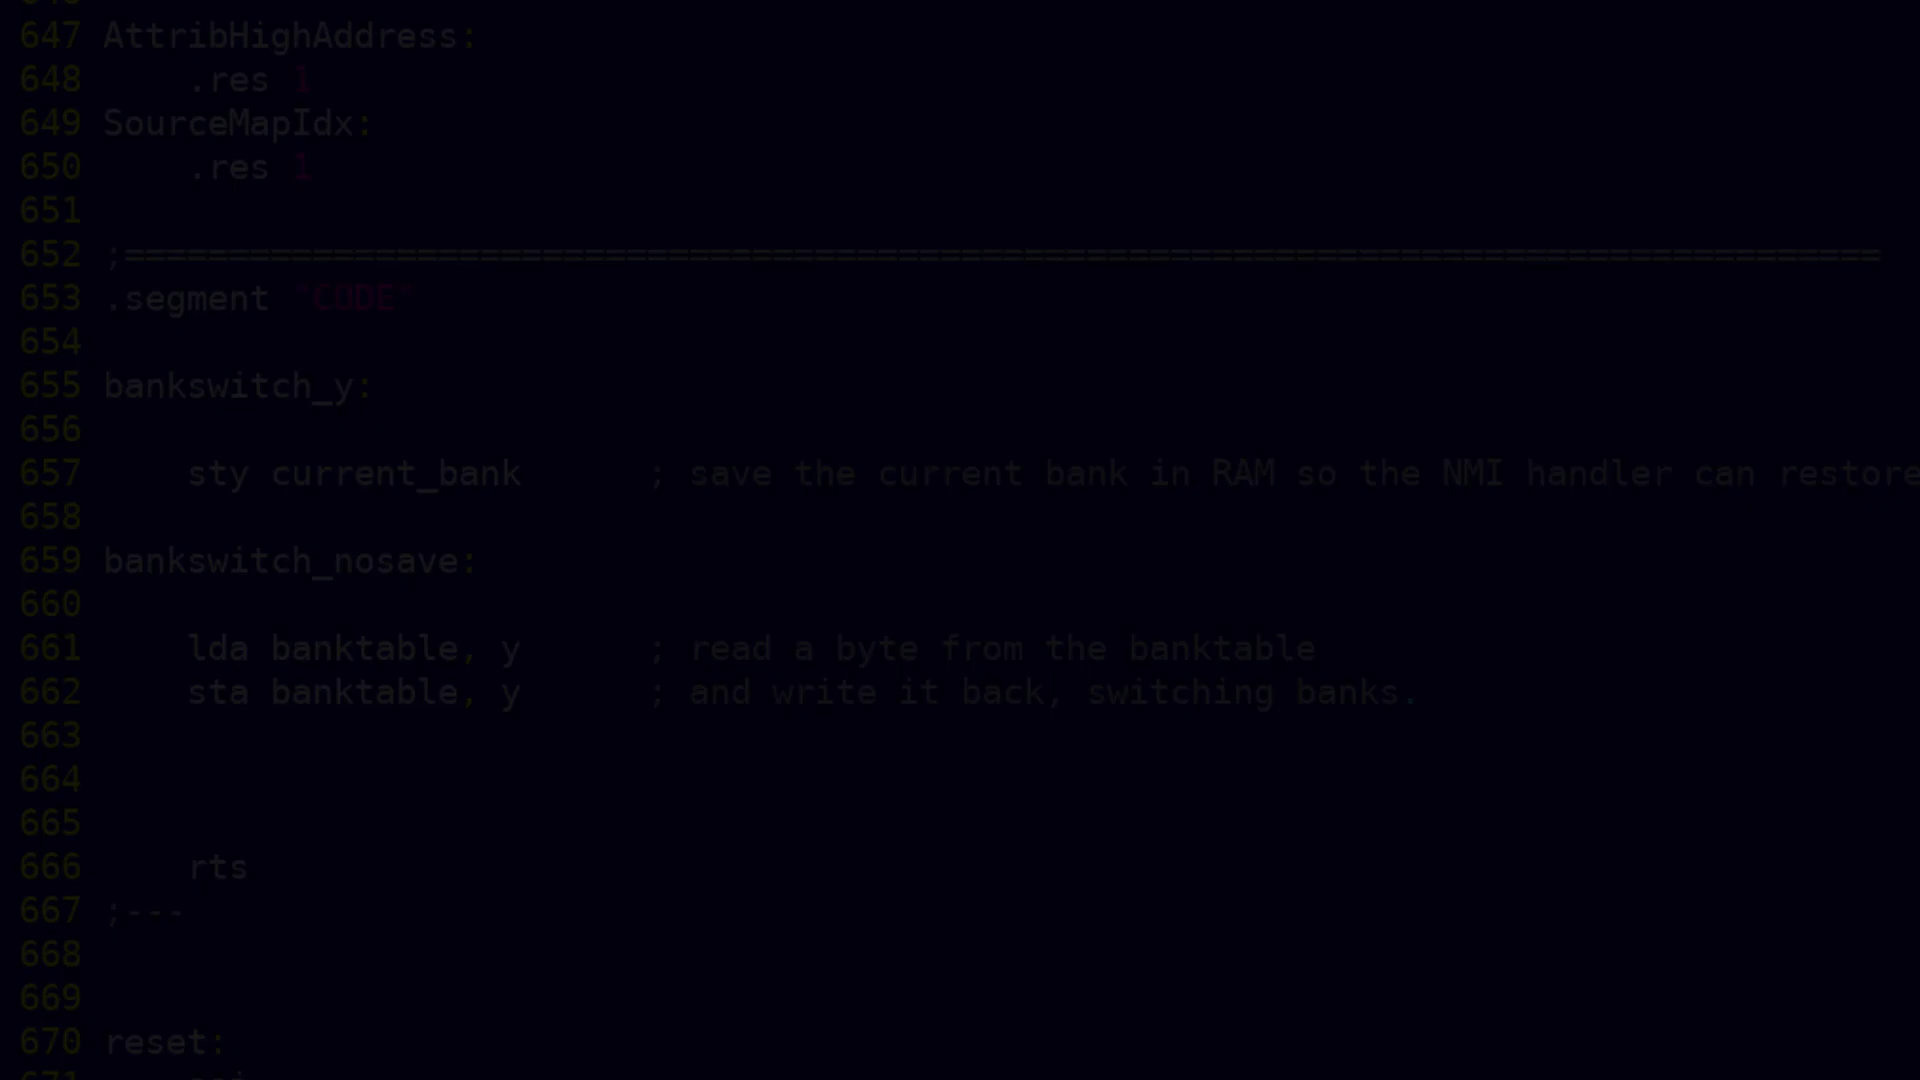 647 AttribHighAddress:
648     .res 1
649 SourceMapIdx:
650     .res 1
651
652 ;====================================================================================
653 .segment "CODE"
654
655 bankswitch_y:
656
657     sty current_bank      ; save the current bank in RAM so the NMI handler can restore
658
659 bankswitch_nosave:
660
661     lda banktable, y      ; read a byte from the banktable
662     sta banktable, y      ; and write it back, switching banks.
663
664
665
666     rts
667 ;---
668
669
670 reset: